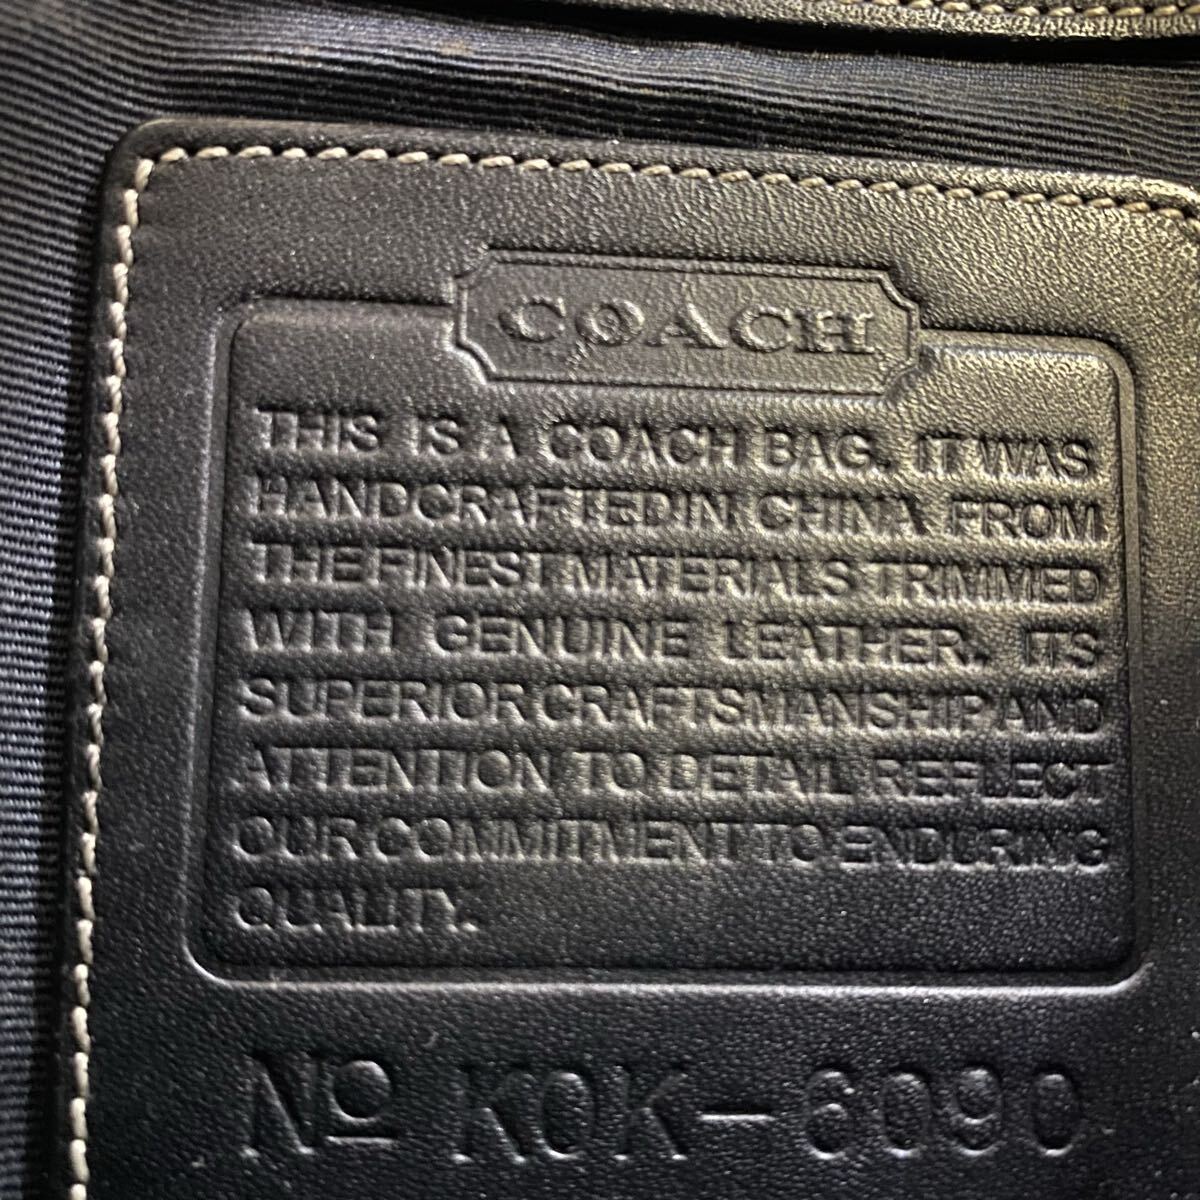 COACH
THIS IS A COACH BAG. IT WAS
HANDCRAFTED IN CHINA FROM
THE FINEST MATERIALS TRIMMED
WITH GENUINE LEATHER. ITS
SUPERIOR CRAFTSMANSHIP AND
ATTENTION TO DETAIL REFLECT
OUR COMMITMENT TO ENDURING
QUALITY.
No K0K-6090